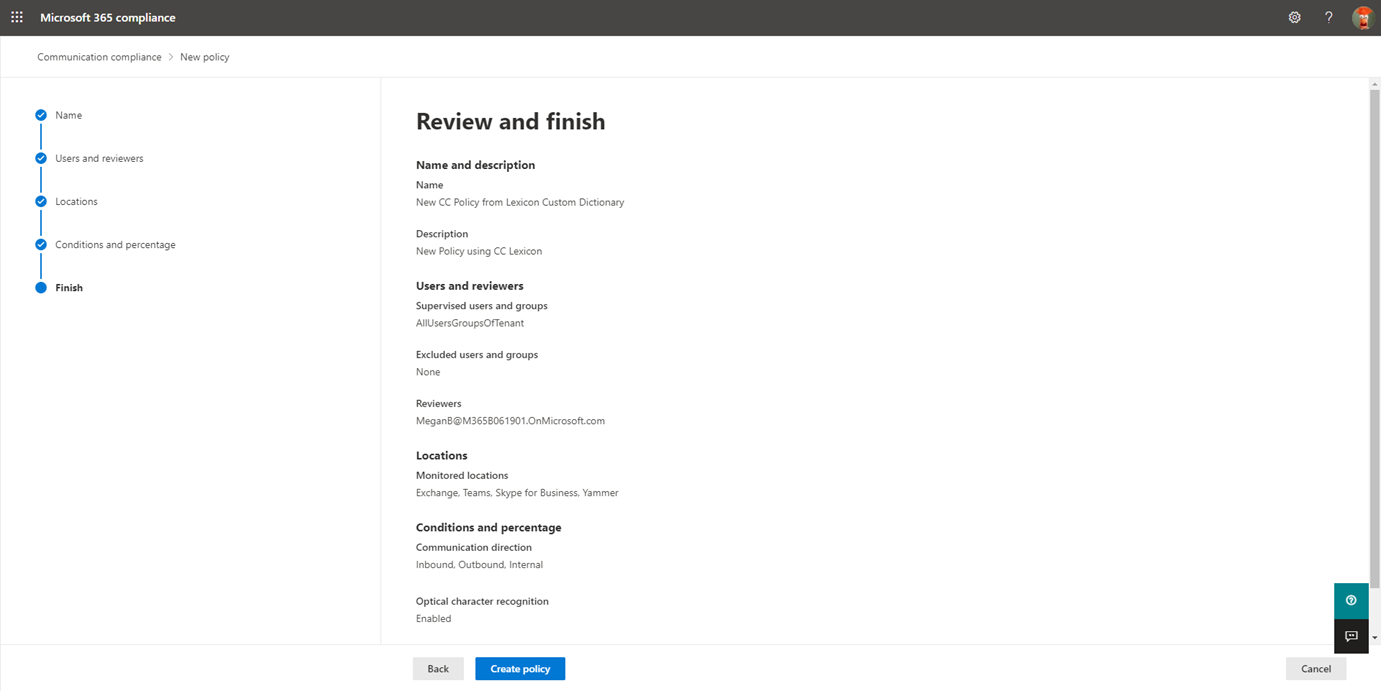 Microsoft 365 compliance
?
Communication compliance > New policy
Name
Users and reviewers
Locations
Conditions and percentage
Finish
Review and finish
Name and description
Name
New CC Policy from Lexicon Custom Dictionary
Description
New Policy using CC Lexicon
Users and reviewers
Supervised users and groups
AllUsersGroupsOfTenant
Excluded users and groups
None
Reviewers
MeganB@M365B061901.OnMicrosoft.com
Locations
Monitored locations
Exchange, Teams, Skype for Business, Yammer
Conditions and percentage
Communication direction
Inbound, Outbound, Internal
Optical character recognition
Enabled
Back Create policy Cancel